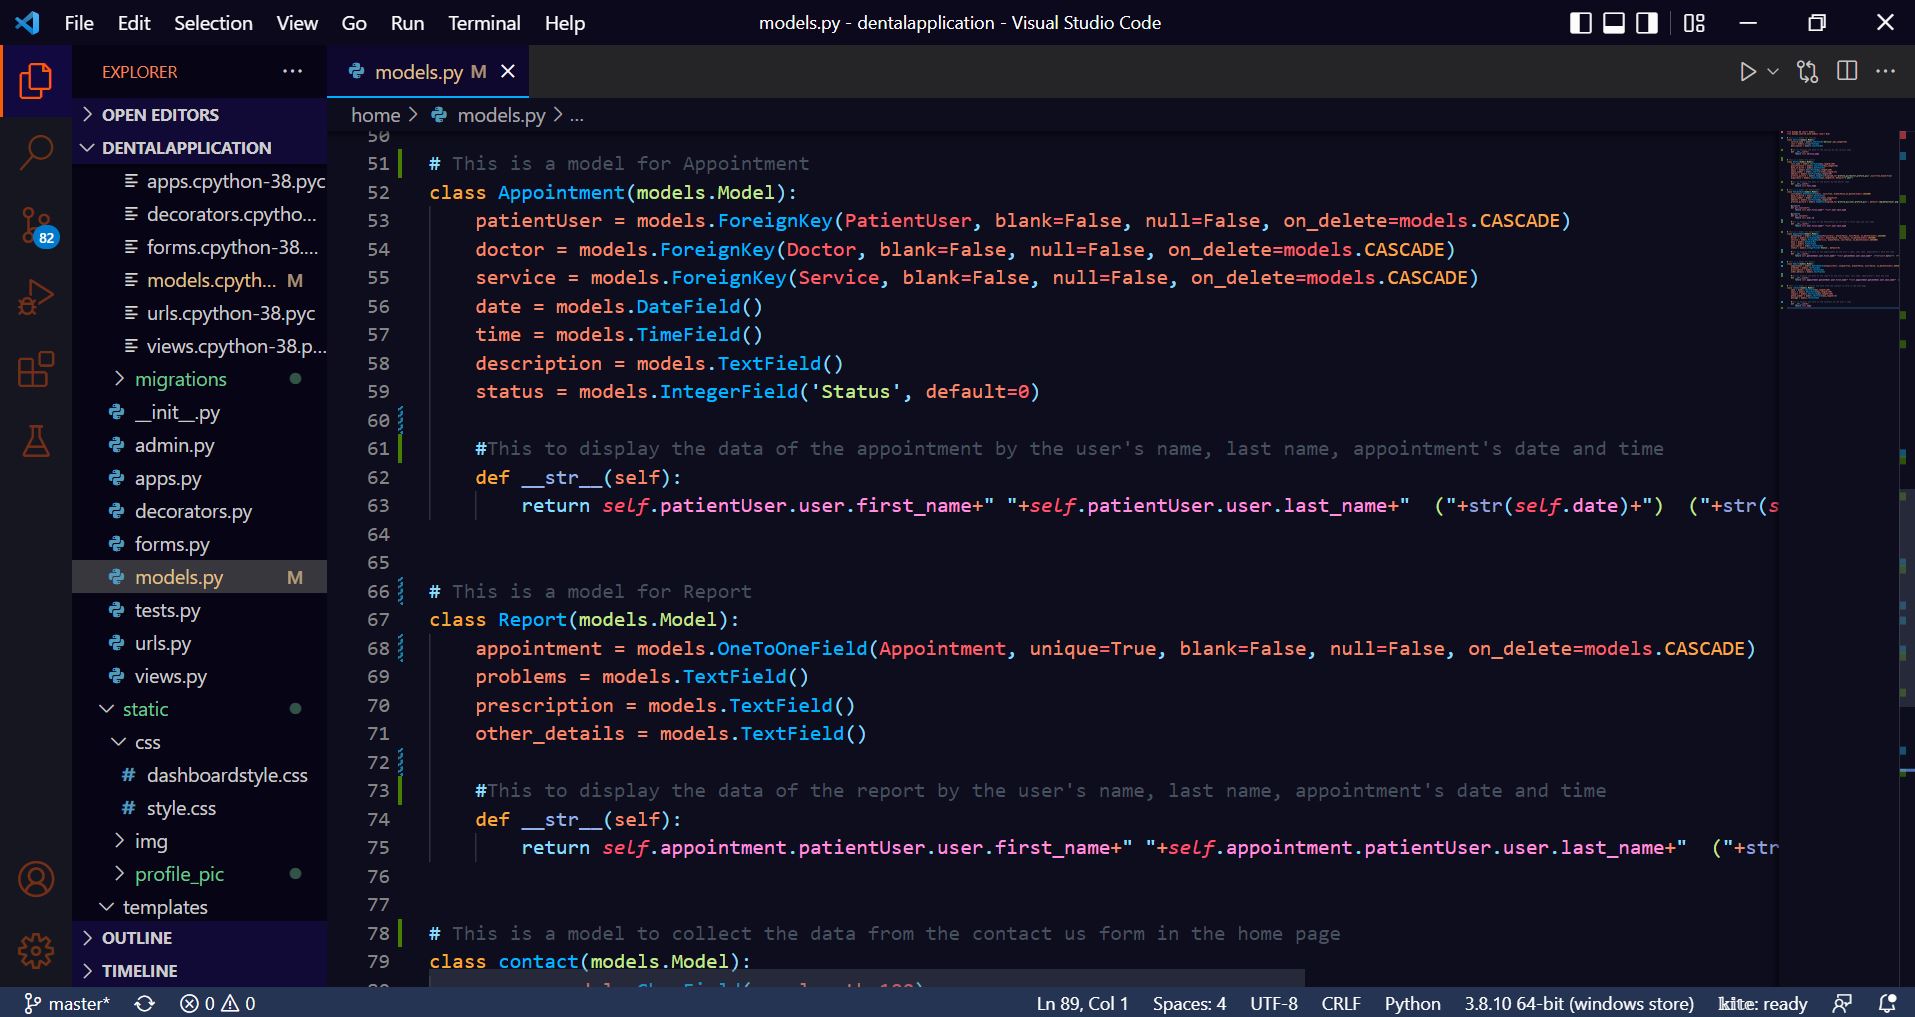 File Edit Selection View Go Run Terminal Help models.py - dentalapplication - Visual Studio Code
EXPLORER ···
models.py M
OPEN EDITORS
home > models.py > ...
DENTALAPPLICATION
apps.cpython-38.pyc
decorators.cpytho...
forms.cpython-38....
models.cpyth... M
urls.cpython-38.pyc
views.cpython-38.p...
migrations
__init__.py
admin.py
apps.py
decorators.py
forms.py
models.py M
tests.py
urls.py
views.py
static
css
# dashboardstyle.css
# style.css
img
profile_pic
templates
OUTLINE
TIMELINE
82
50
51 # This is a model for Appointment
52 class Appointment(models.Model):
53 patientUser = models.ForeignKey(PatientUser, blank=False, null=False, on_delete=models.CASCADE)
54 doctor = models.ForeignKey(Doctor, blank=False, null=False, on_delete=models.CASCADE)
55 service = models.ForeignKey(Service, blank=False, null=False, on_delete=models.CASCADE)
56 date = models.DateField()
57 time = models.TimeField()
58 description = models.TextField()
59 status = models.IntegerField('Status', default=0)
60
61 #This to display the data of the appointment by the user's name, last name, appointment's date and time
62 def __str__(self):
63 return self.patientUser.user.first_name+" "+self.patientUser.user.last_name+"  ("+str(self.date)+")  ("+str(s
64
65
66 # This is a model for Report
67 class Report(models.Model):
68 appointment = models.OneToOneField(Appointment, unique=True, blank=False, null=False, on_delete=models.CASCADE)
69 problems = models.TextField()
70 prescription = models.TextField()
71 other_details = models.TextField()
72
73 #This to display the data of the report by the user's name, last name, appointment's date and time
74 def __str__(self):
75 return self.appointment.patientUser.user.first_name+" "+self.appointment.patientUser.user.last_name+"  ("+str
76
77
78 # This is a model to collect the data from the contact us form in the home page
79 class contact(models.Model):
master* 0 0 Ln 89, Col 1 Spaces: 4 UTF-8 CRLF Python 3.8.10 64-bit (windows store) kite: ready